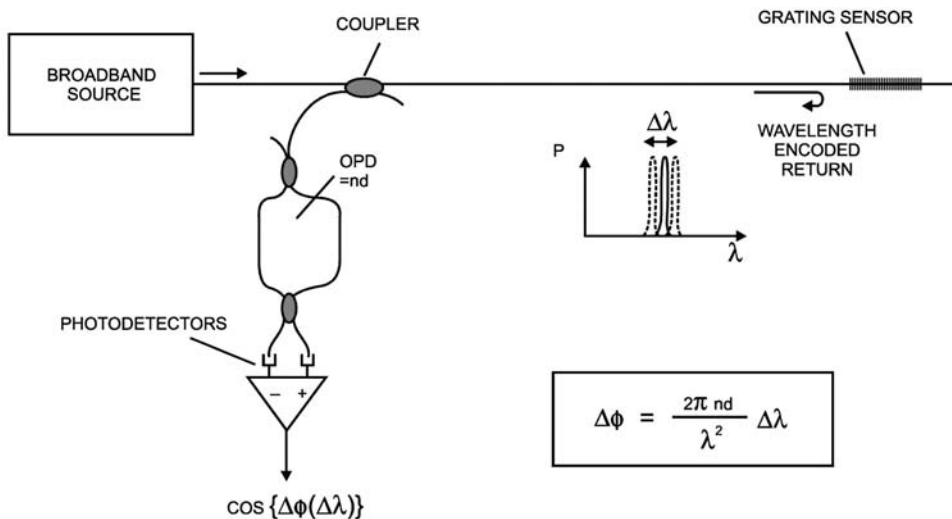 GRATING SENSOR
COUPLER
BROADBAND
SOURCE
WAVELENGTH
ENCODED
RETURN
Δλ
P
λ
OPD
=nd
PHOTODETECTORS
− +
Δϕ = 2π nd / λ² Δλ
COS {Δϕ(Δλ)}